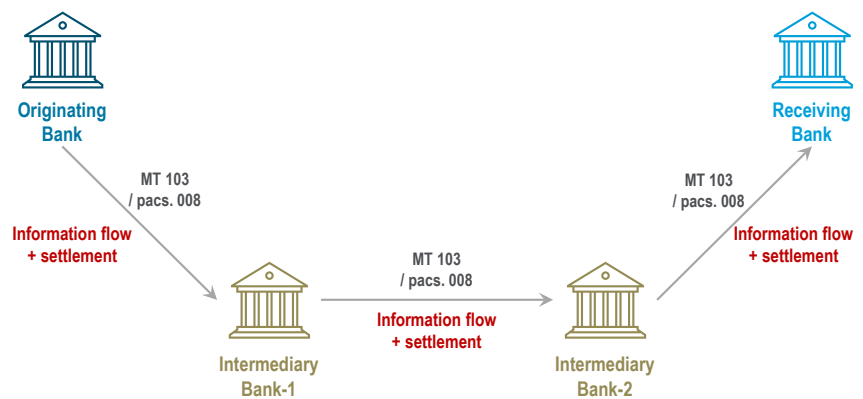 Originating
Bank
Receiving
Bank
MT 103
/ pacs. 008
MT 103
/ pacs. 008
Information flow
+ settlement
Information flow
+ settlement
MT 103
/ pacs. 008
Information flow
+ settlement
Intermediary
Bank-1
Intermediary
Bank-2